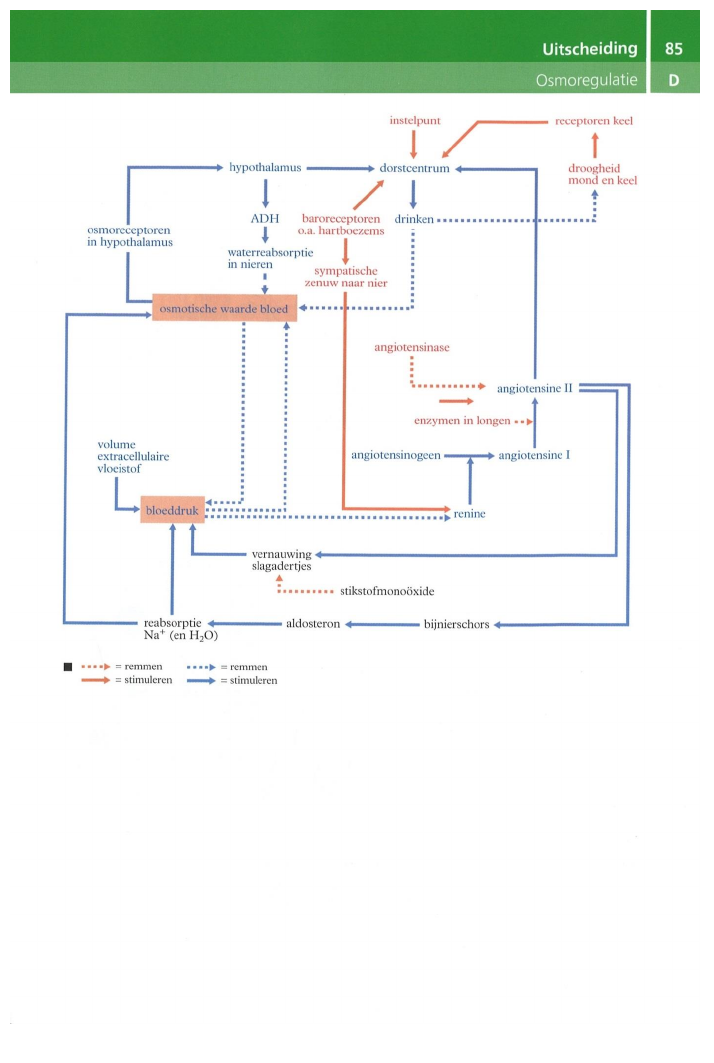 Uitscheiding 85
Osmoregulatie D
instelpunt
receptoren keel
hypothalamus
dorstcentrum
droogheid
mond en keel
ADH
baroreceptoren
o.a. hartboezems
drinken
osmoreceptoren
in hypothalamus
waterreabsorptie
in nieren
sympatische
zenuw naar nier
osmotische waarde bloed
angiotensinase
angiotensine II
enzymen in longen
volume
extracellulaire
vloeistof
angiotensinogeen
angiotensine I
bloeddruk
renine
vernauwing
slagadertjes
stikstofmonoöxide
reabsorptie
Na⁺ (en H₂O)
aldosteron
bijnierschors
= remmen
= remmen
= stimuleren
= stimuleren